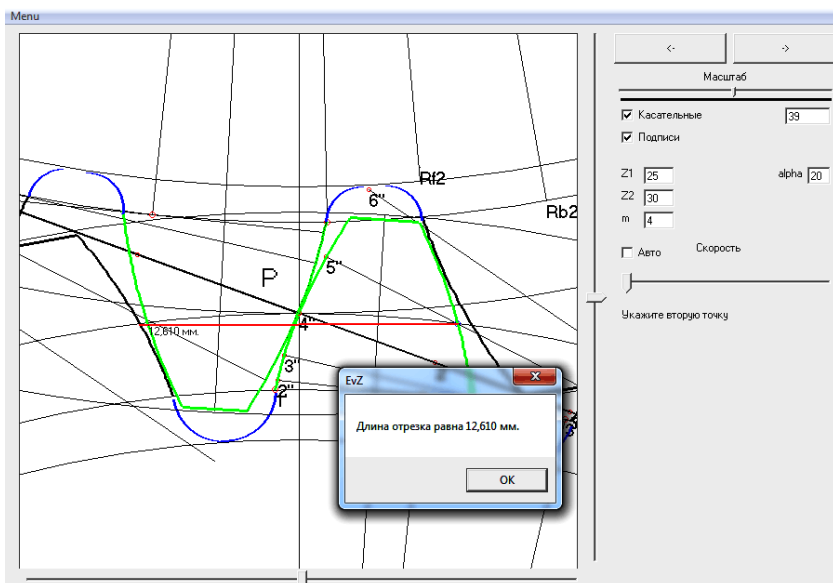 Menu
<-
->
Масштаб
Касательные
39
Подписи
Z1
25
alpha
20
Z2
30
m
4
Авто
Скорость
Укажите вторую точку
Rf2
6"
Rb2
P
5"
12,610 мм.
4"
3"
2"
EvZ
Длина отрезка равна 12,610 мм.
OK